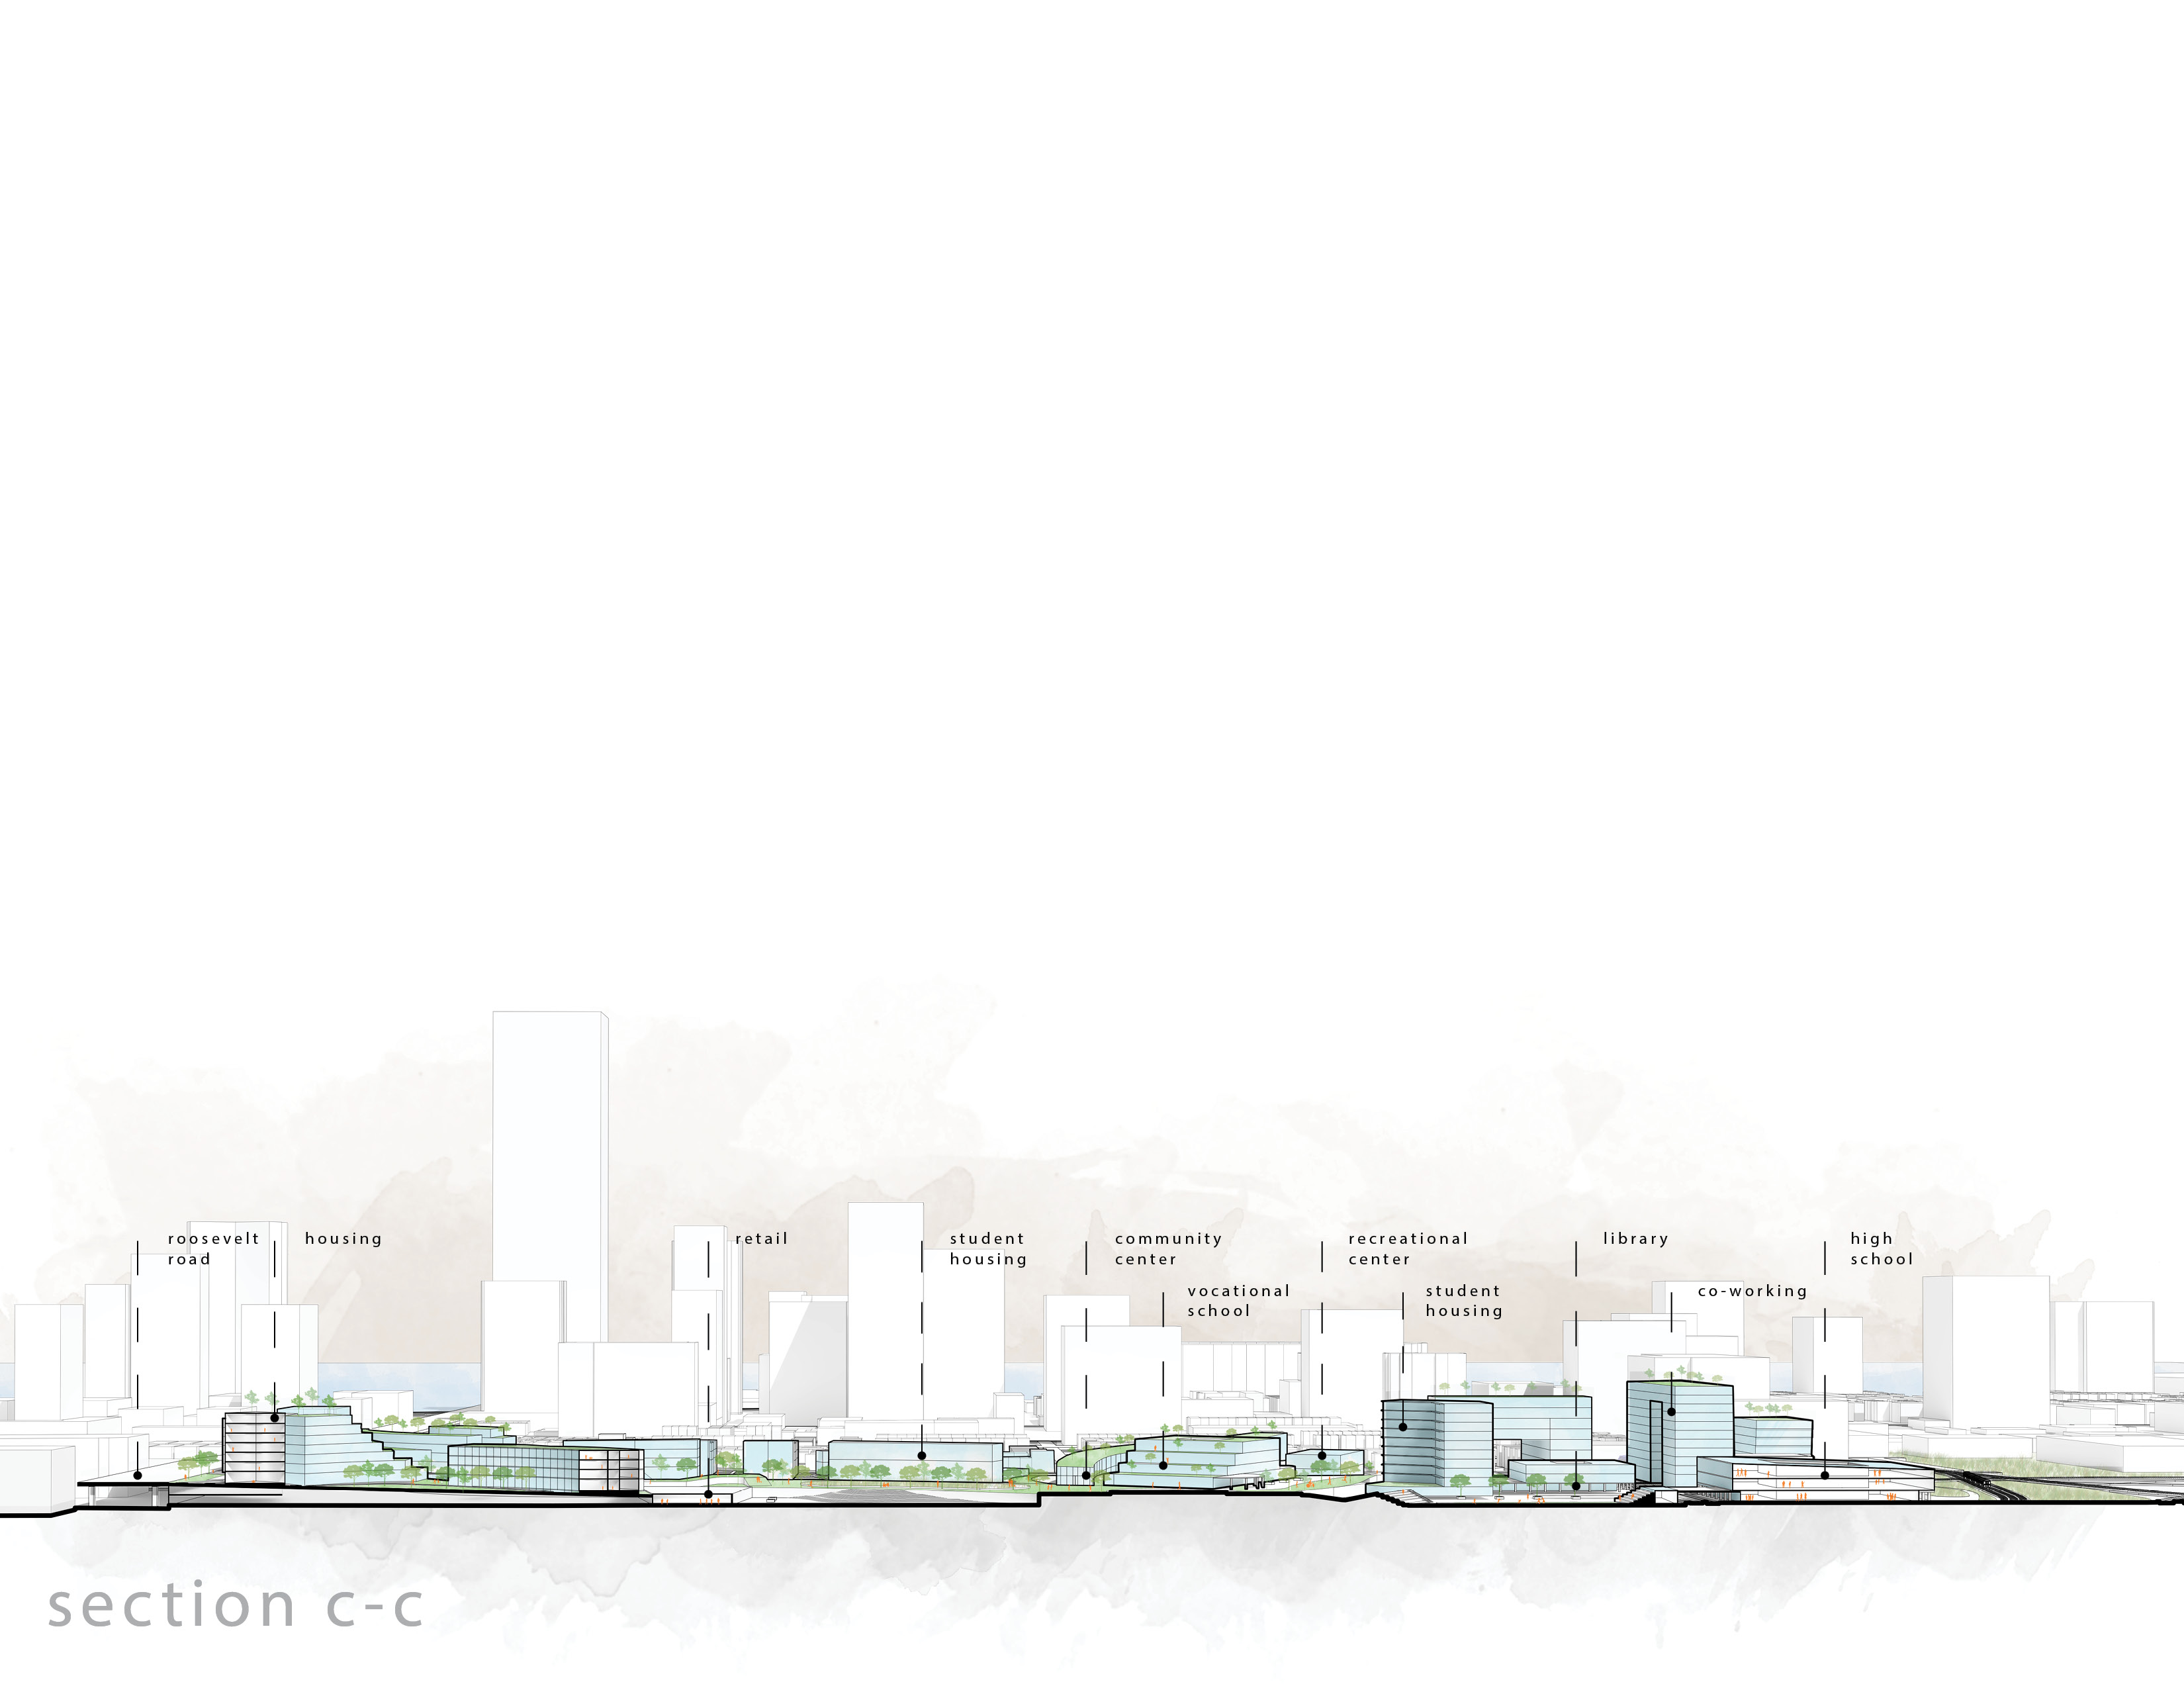 roosevelt
road
housing
retail
student
housing
community
center
vocational
school
recreational
center
student
housing
library
co-working
high
school
section c-c